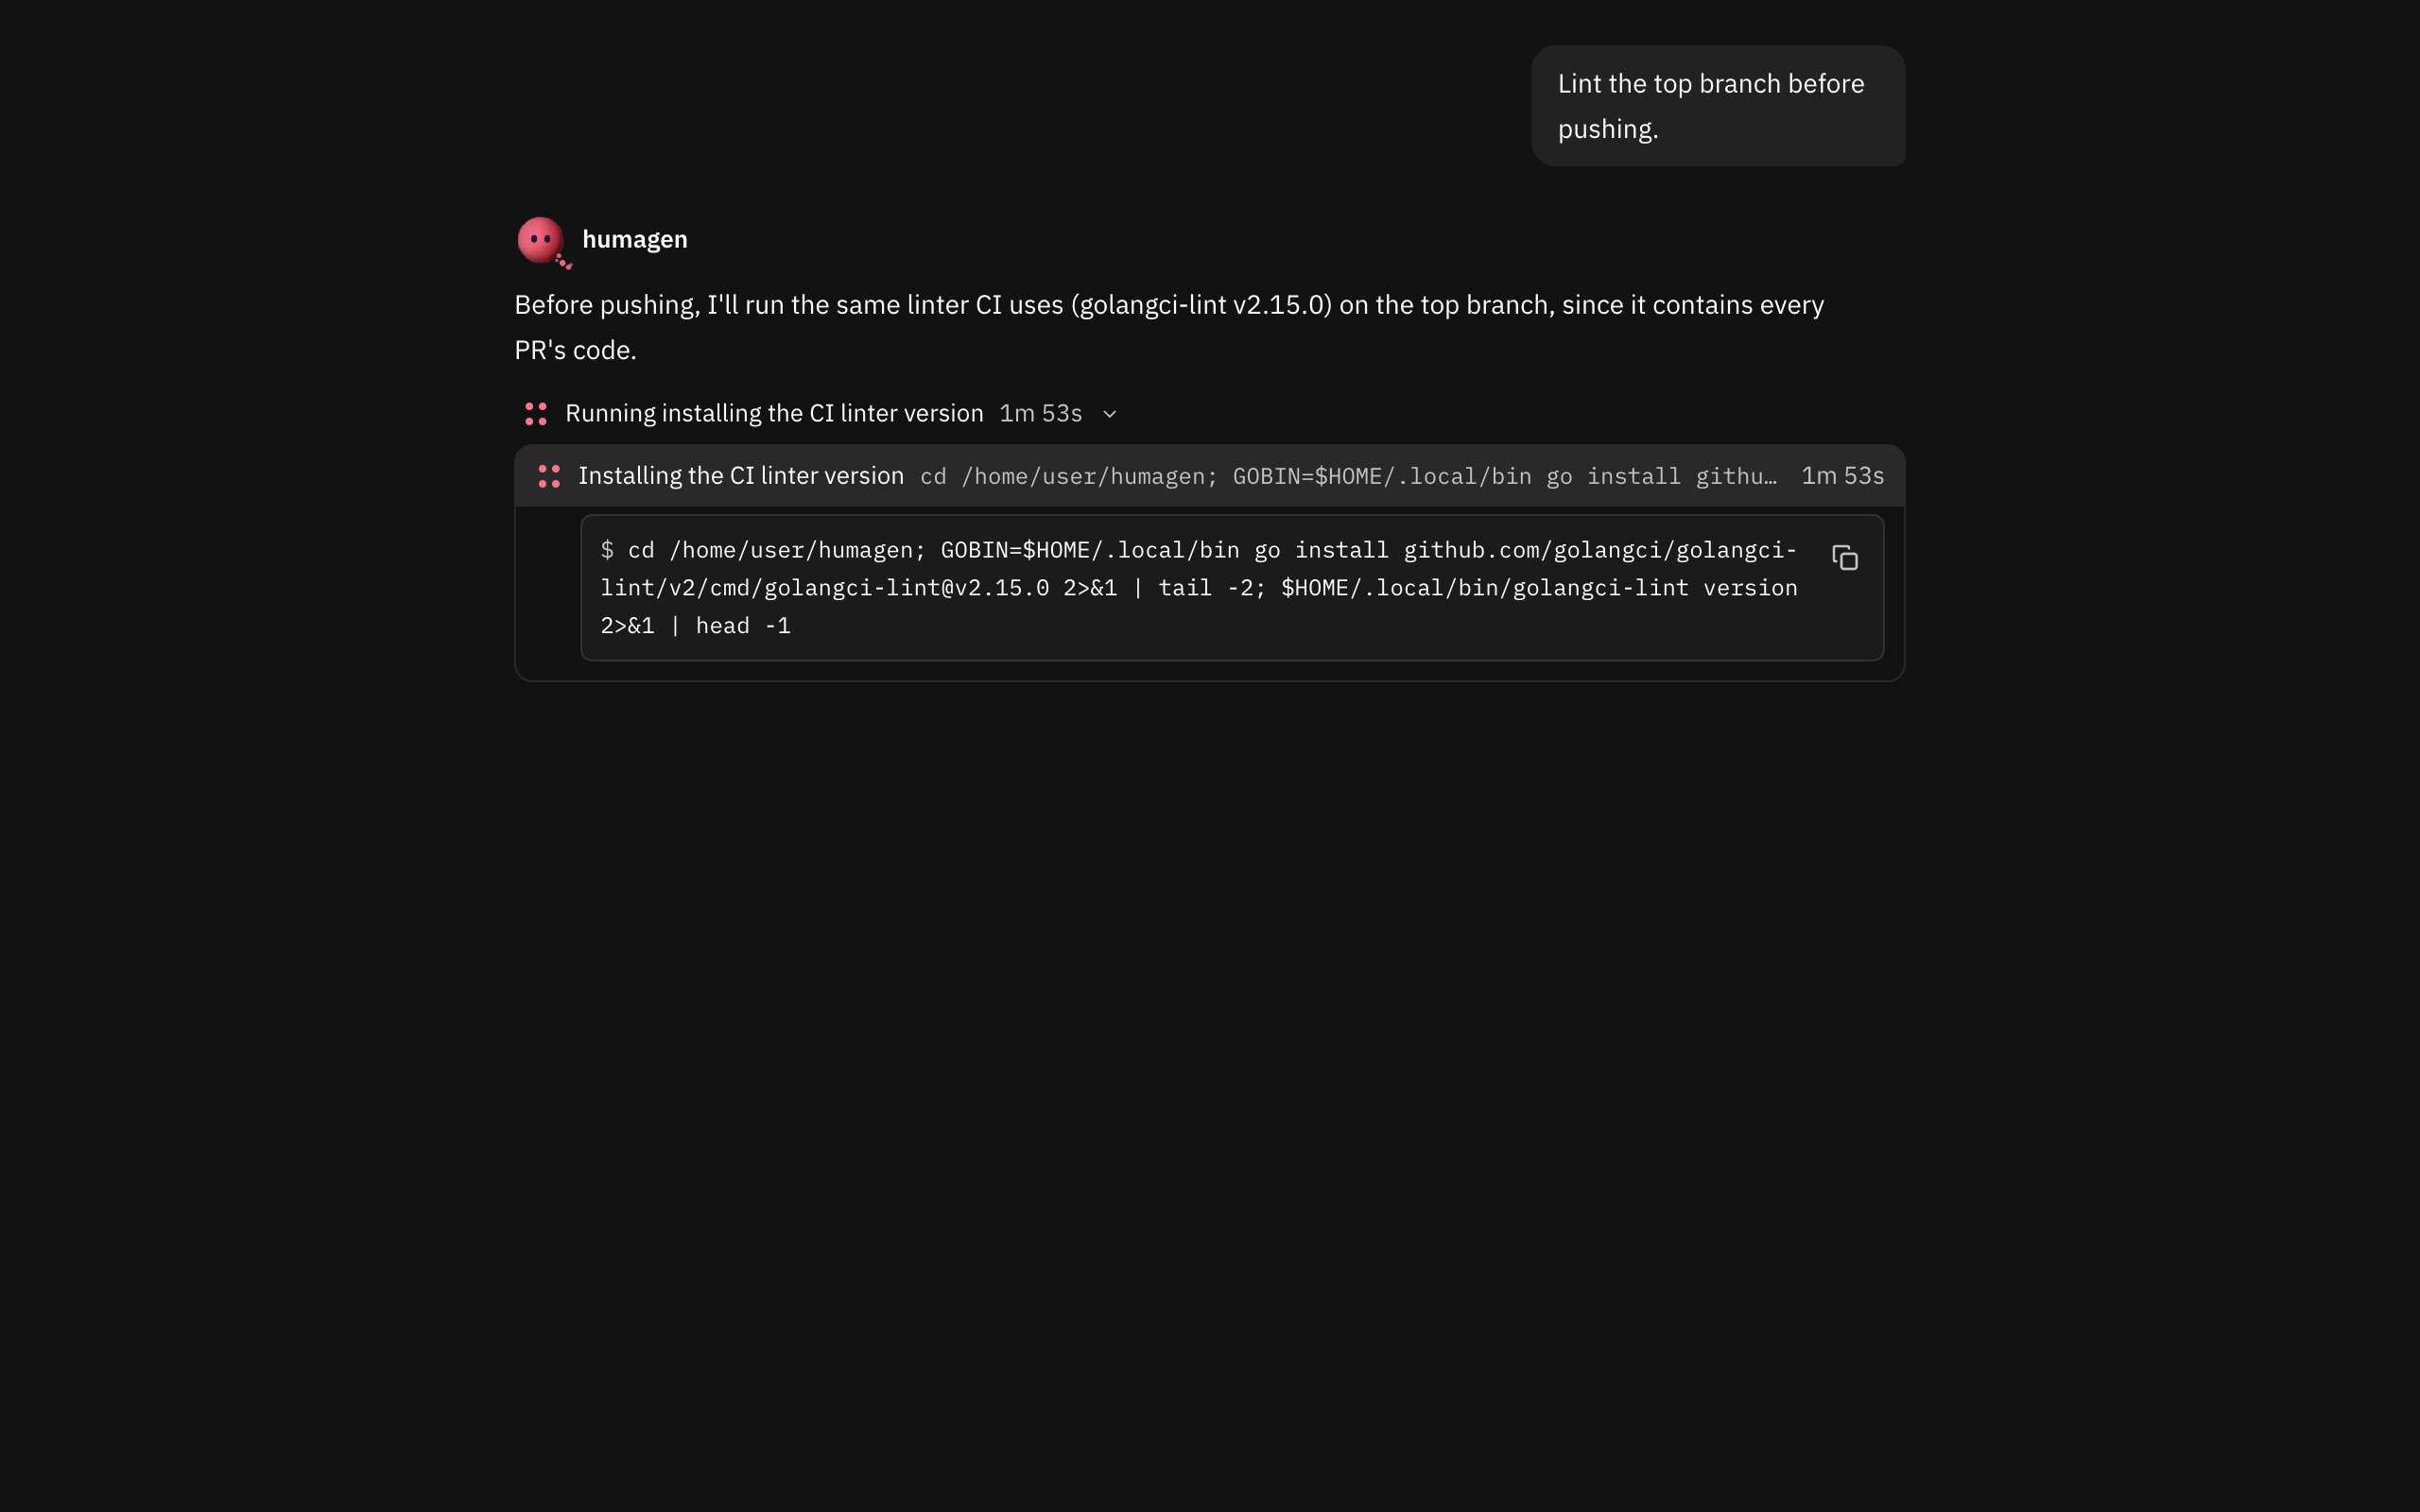 Lint the top branch before
pushing.
humagen
Before pushing, I'll run the same linter CI uses (golangci-lint v2.15.0) on the top branch, since it contains every
PR's code.
Running installing the CI linter version 1m 53s
Installing the CI linter version cd /home/user/humagen; GOBIN=$HOME/.local/bin go install githu… 1m 53s
$ cd /home/user/humagen; GOBIN=$HOME/.local/bin go install github.com/golangci/golangci-
lint/v2/cmd/golangci-lint@v2.15.0 2>&1 | tail -2; $HOME/.local/bin/golangci-lint version
2>&1 | head -1